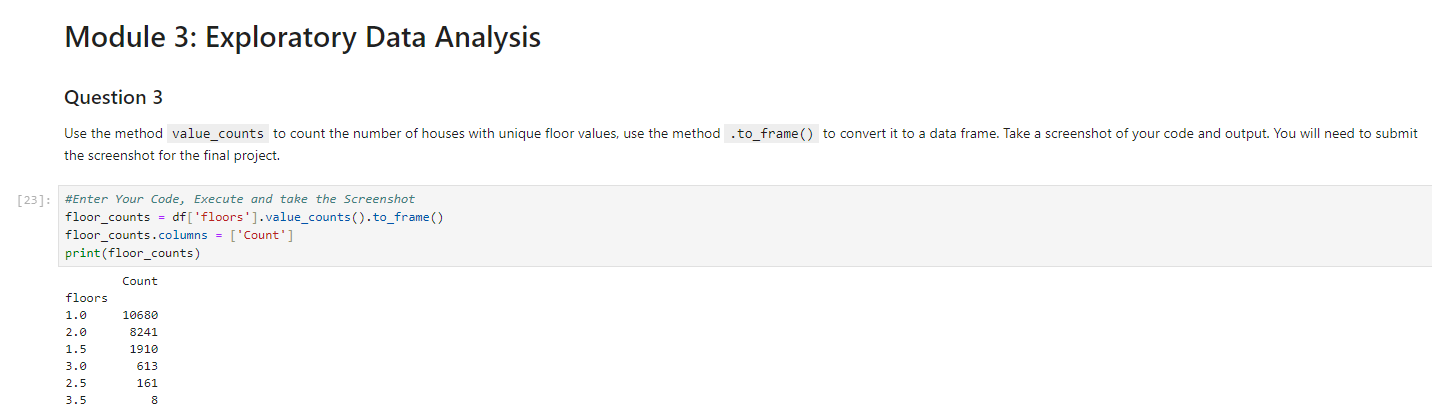 Module 3: Exploratory Data Analysis
Question 3
Use the method value_counts to count the number of houses with unique floor values, use the method .to_frame() to convert it to a data frame. Take a screenshot of your code and output. You will need to submit
the screenshot for the final project.
[23]: #Enter Your Code, Execute and take the Screenshot
floor_counts = df['floors'].value_counts().to_frame()
floor_counts.columns = ['Count']
print(floor_counts)
Count
floors
1.0 10680
2.0 8241
1.5 1910
3.0 613
2.5 161
3.5 8